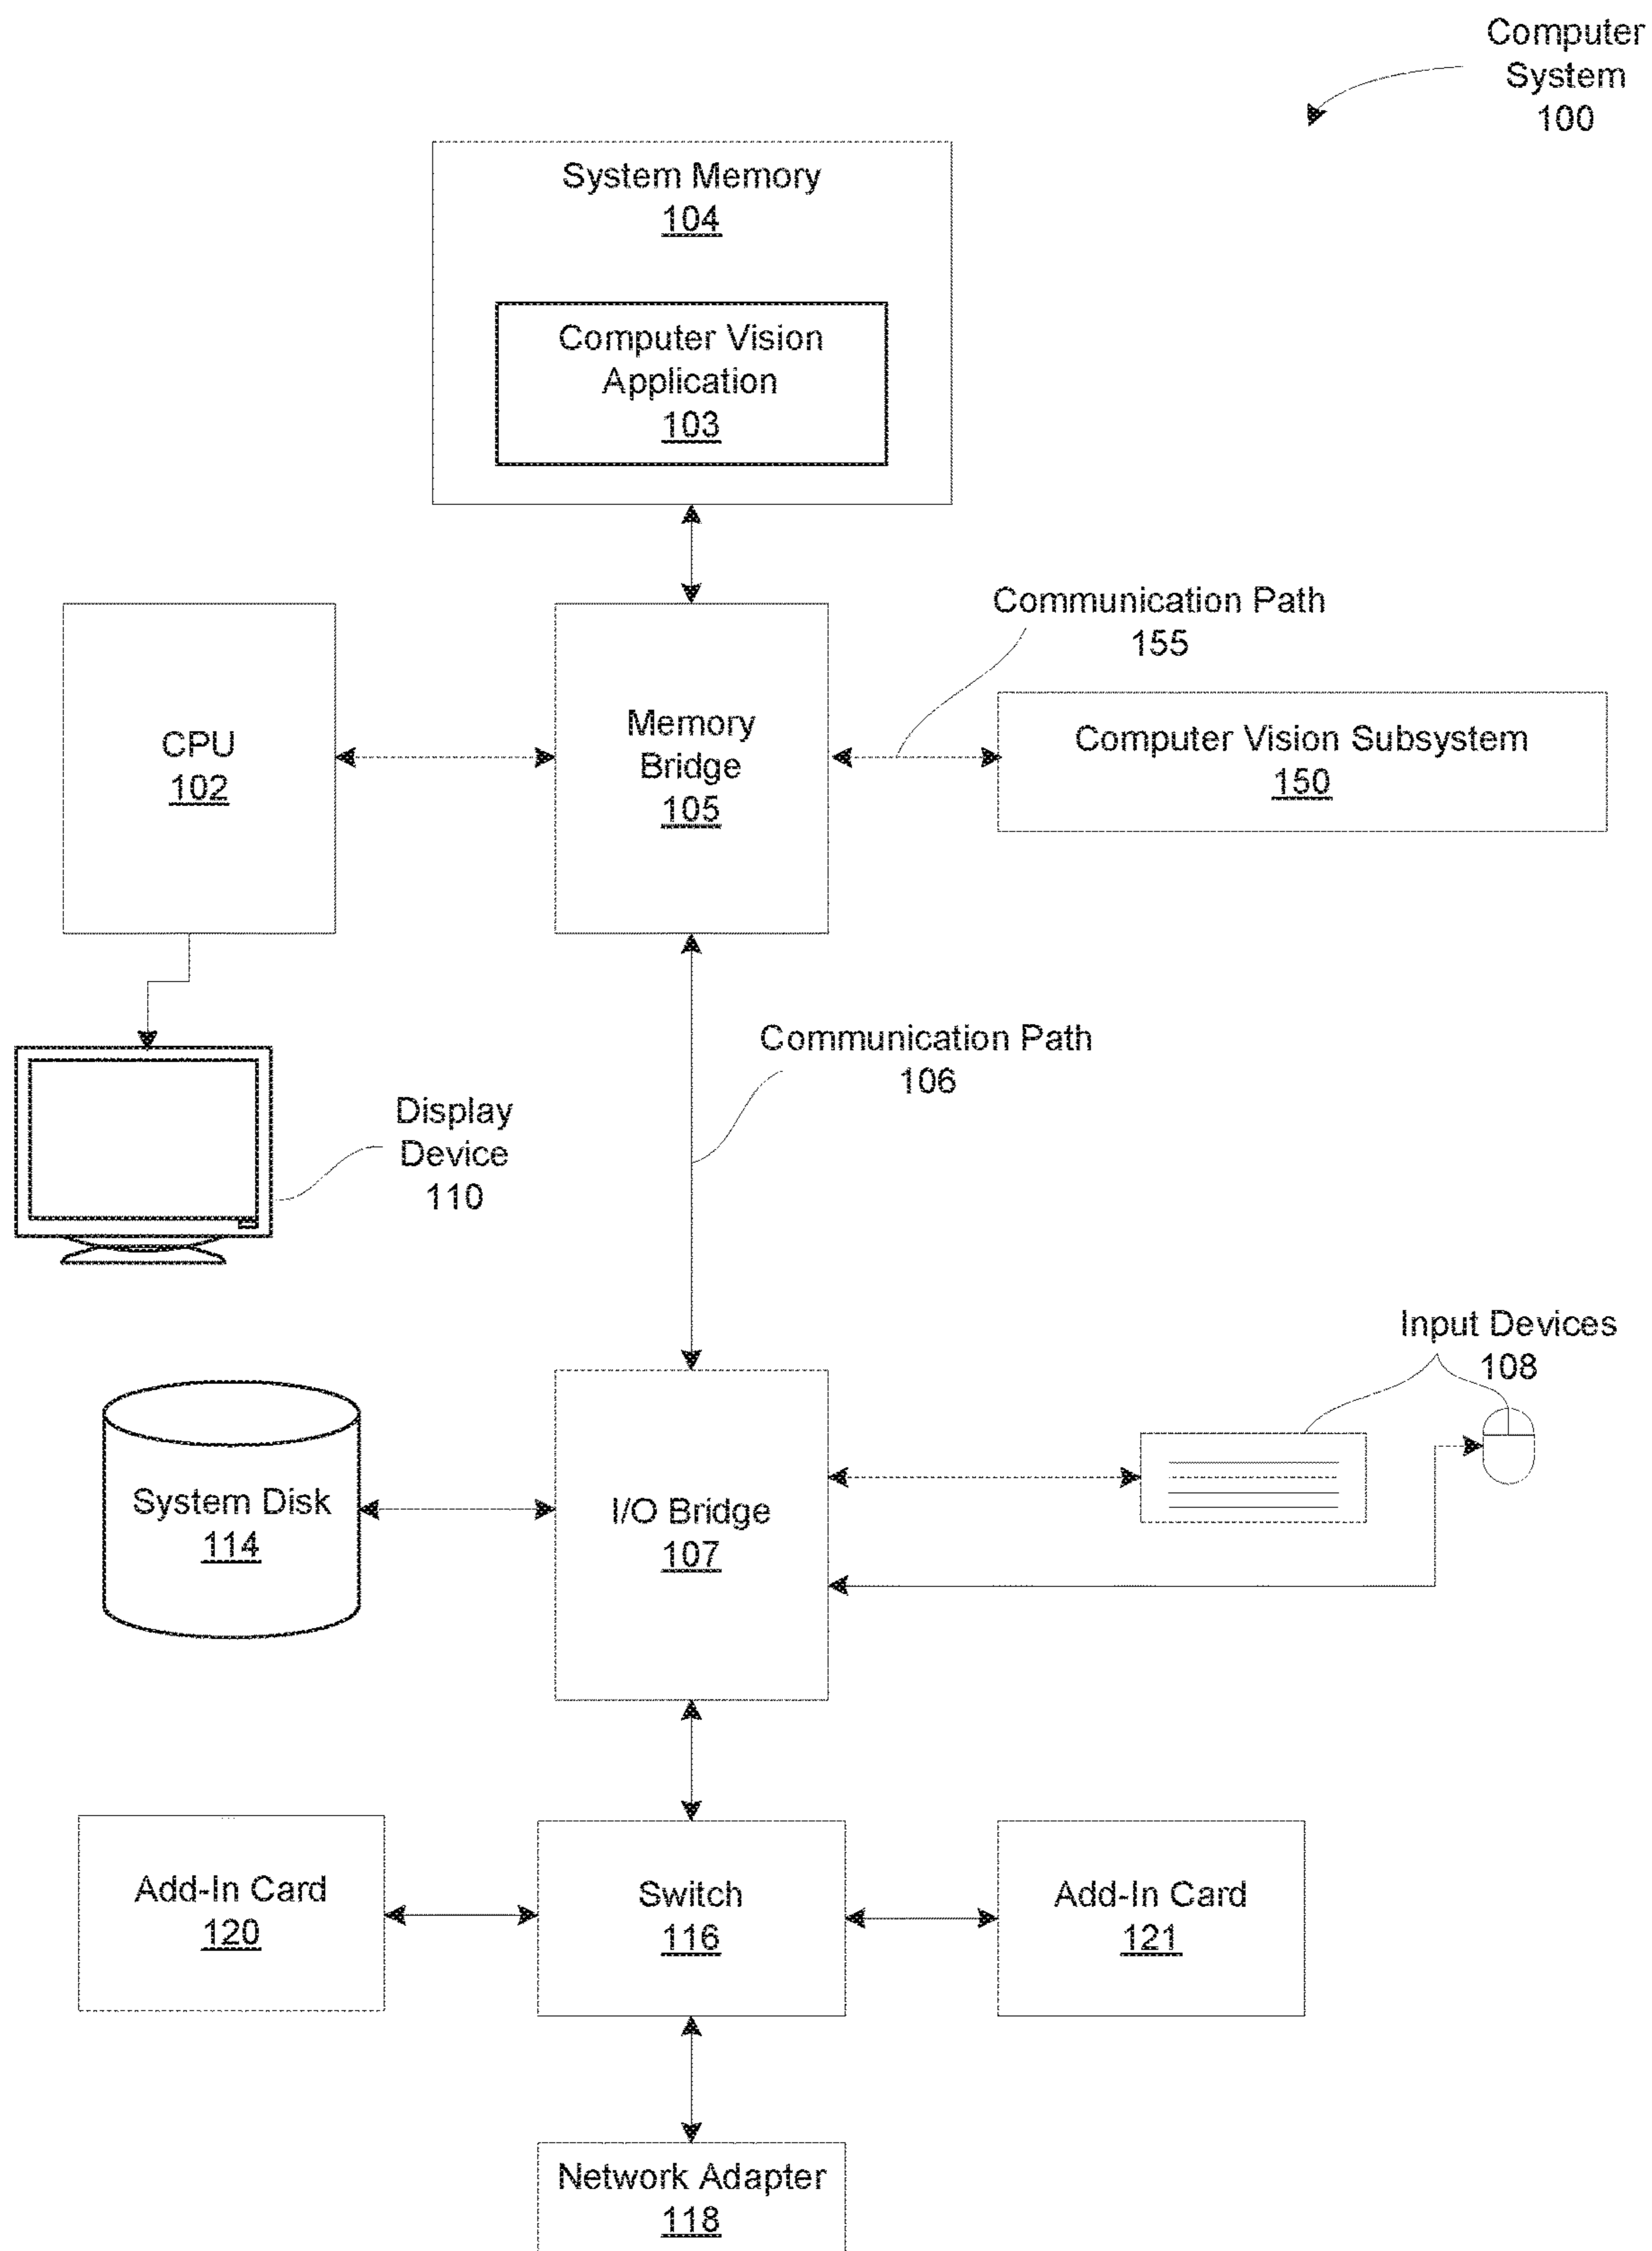 Computer
System
100
System Memory
104
Computer Vision
Application
103
Communication Path
155
CPU
102
Memory
Bridge
105
Computer Vision Subsystem
150
Communication Path
106
Display
Device
110
Input Devices
108
System Disk
114
I/O Bridge
107
Add-In Card
120
Switch
116
Add-In Card
121
Network Adapter
118